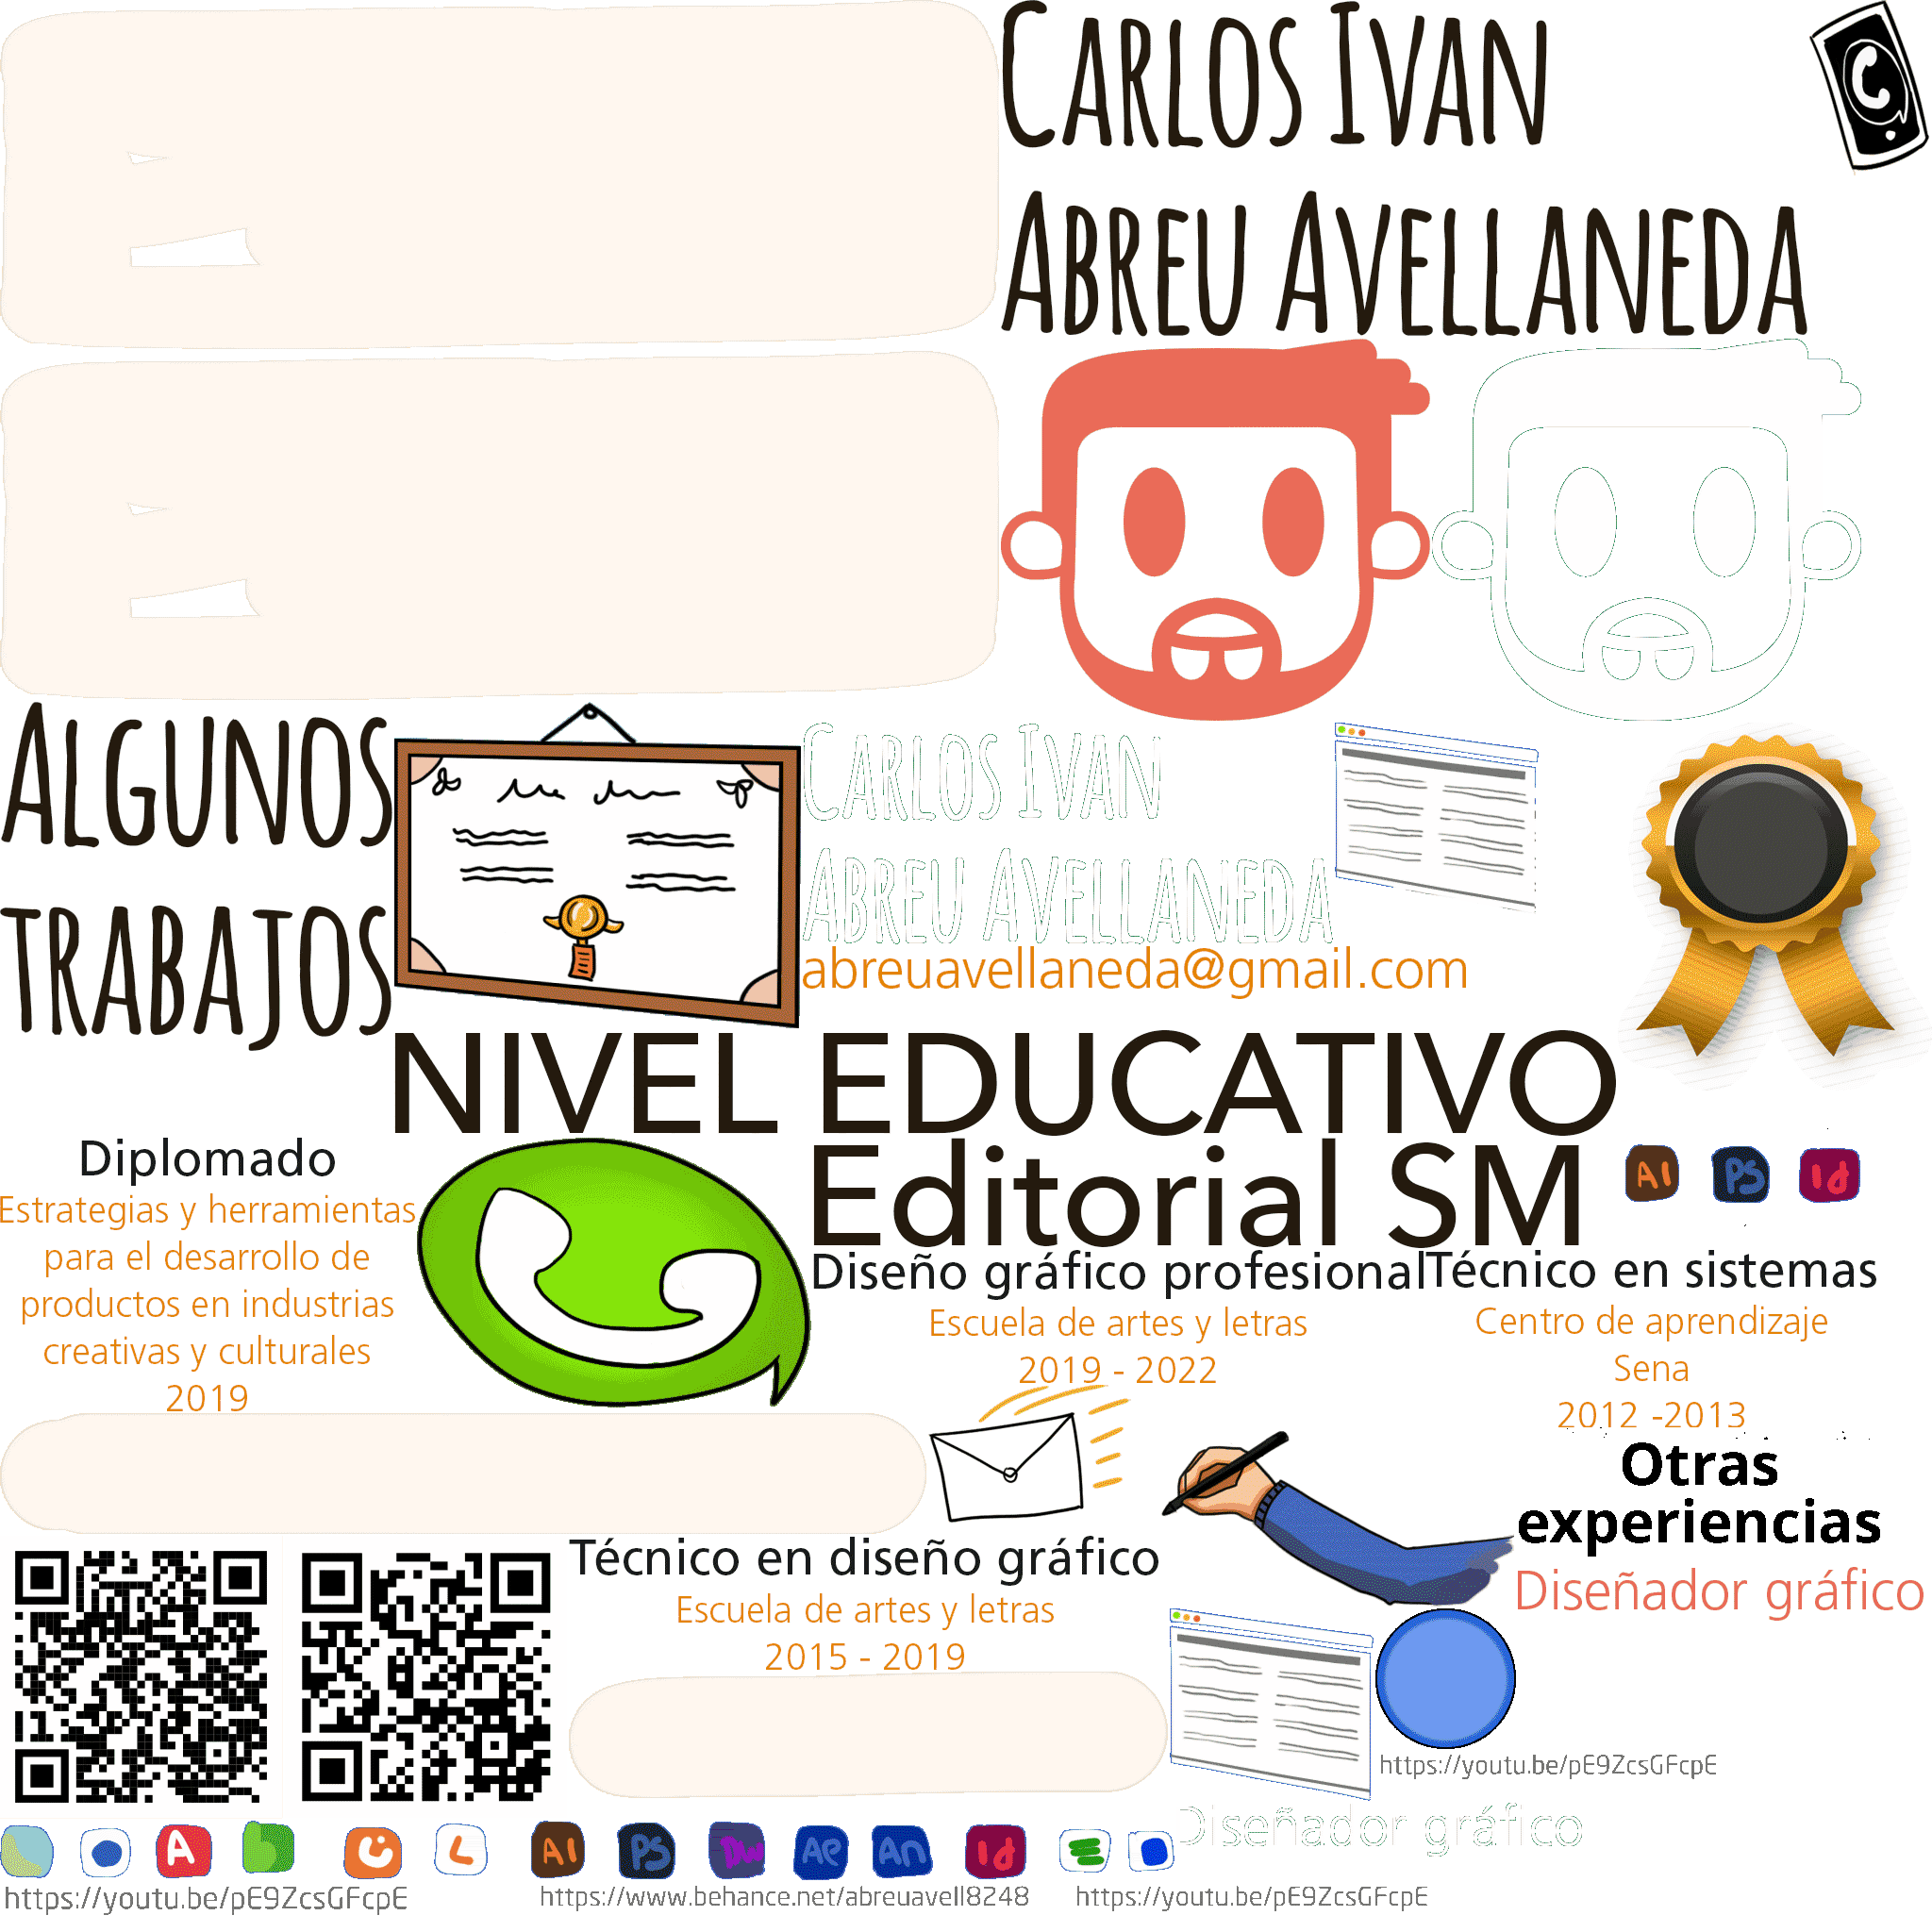 CARLOS IVAN
ABREU AVELLANEDA
ALGUNOS
TRABAJOS
CARLOS IVAN
ABREU AVELLANEDA
abreuavellaneda@gmail.com
NIVEL EDUCATIVO
Editorial SM
AI
PS
Id
Diplomado
Estrategias y herramientas
para el desarrollo de
productos en industrias
creativas y culturales
2019
Diseño gráfico profesional
Escuela de artes y letras
2019 - 2022
Técnico en sistemas
Centro de aprendizaje
Sena
2012 -2013
Otras
experiencias
Diseñador gráfico
Técnico en diseño gráfico
Escuela de artes y letras
2015 - 2019
https://youtu.be/pE9ZcsGFcpE
Diseñador gráfico
A
b
L
AI
PS
Dw
Ae
An
Id
https://youtu.be/pE9ZcsGFcpE
https://www.behance.net/abreuavell8248
https://youtu.be/pE9ZcsGFcpE